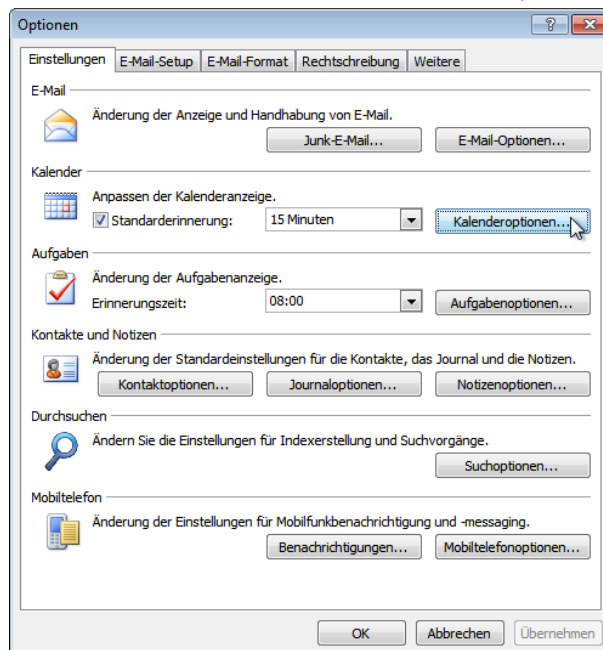 Optionen
Einstellungen E-Mail-Setup E-Mail-Format Rechtschreibung Weitere
E-Mail
Änderung der Anzeige und Handhabung von E-Mail.
Junk-E-Mail... E-Mail-Optionen...
Kalender
Anpassen der Kalenderanzeige.
Standarderinnerung: 15 Minuten Kalenderoptionen...
Aufgaben
Änderung der Aufgabenanzeige.
Erinnerungszeit: 08:00 Aufgabenoptionen...
Kontakte und Notizen
Änderung der Standardeinstellungen für die Kontakte, das Journal und die Notizen.
Kontaktoptionen... Journaloptionen... Notizenoptionen...
Durchsuchen
Ändern Sie die Einstellungen für Indexerstellung und Suchvorgänge.
Suchoptionen...
Mobiltelefon
Änderung der Einstellungen für Mobilfunkbenachrichtigung und -messaging.
Benachrichtigungen... Mobiltelefonoptionen...
OK Abbrechen Übernehmen